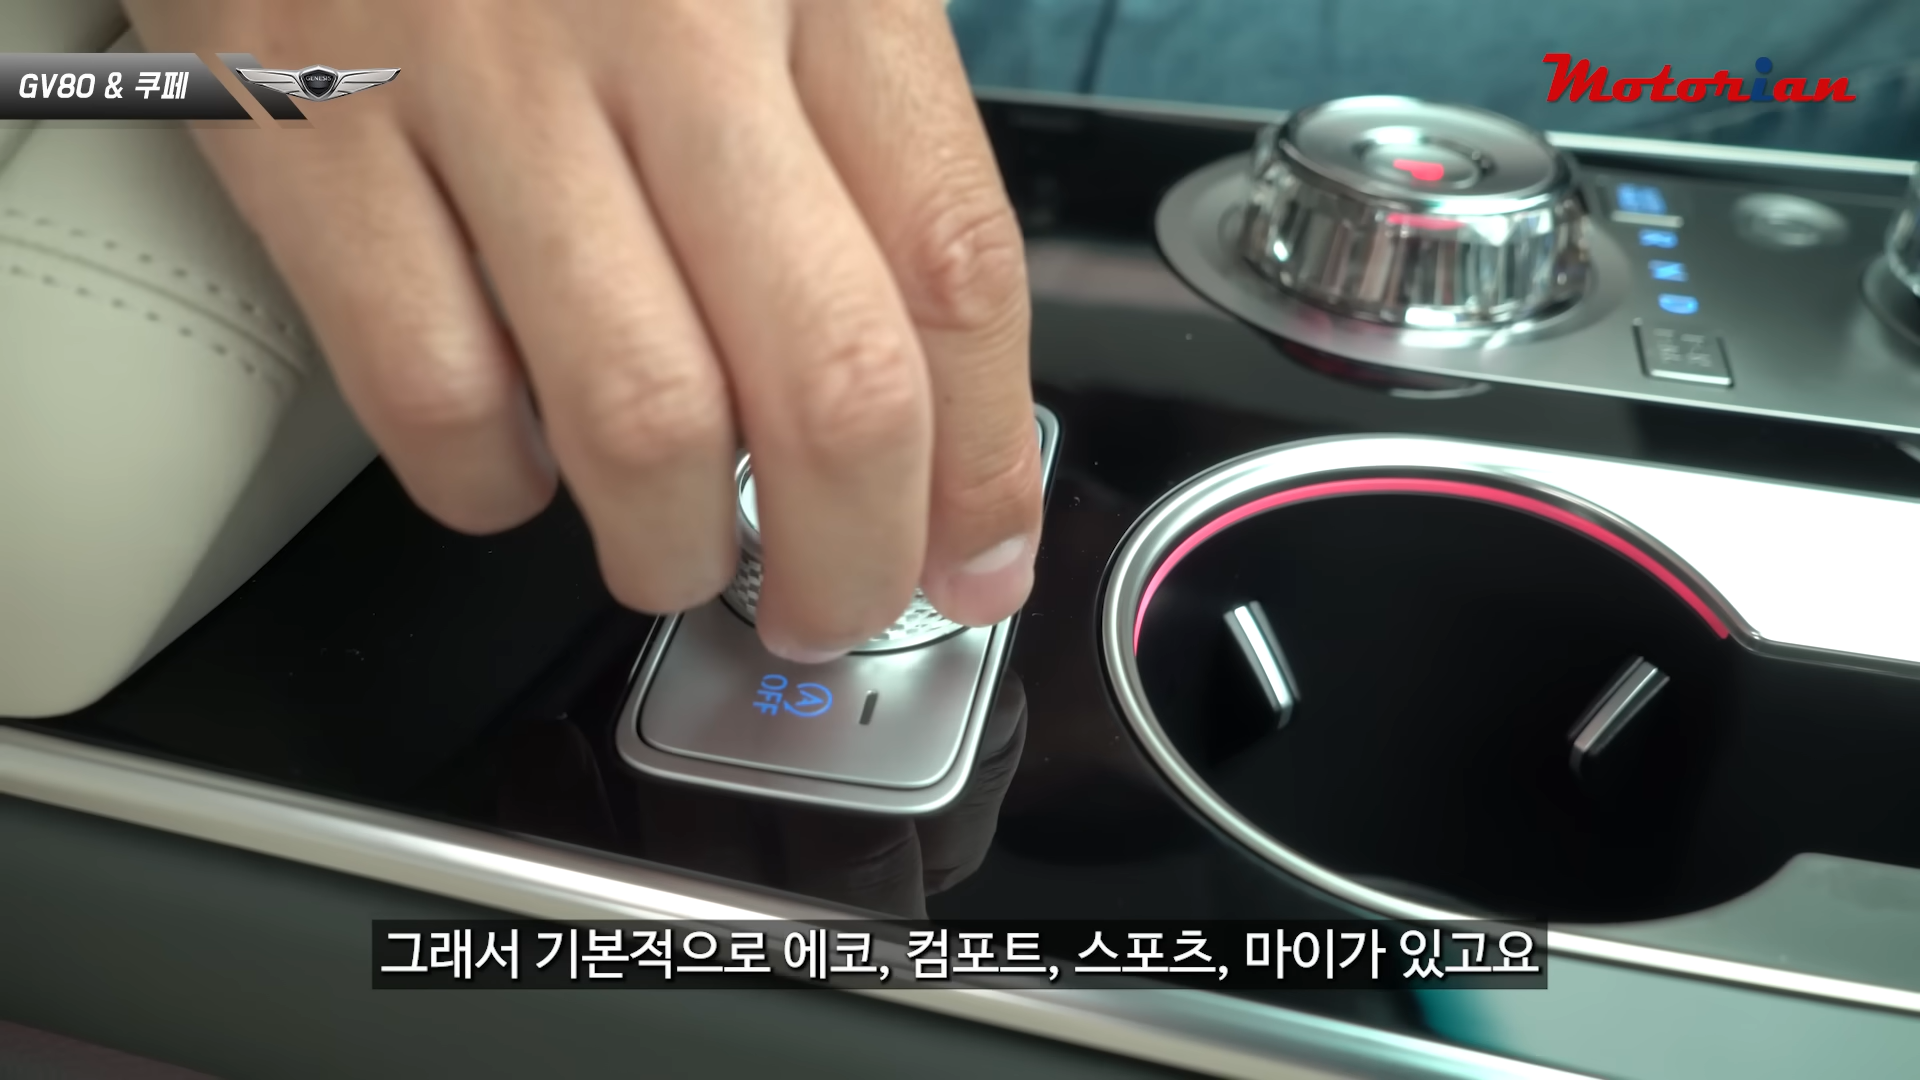 GV80 & 쿠페
GENESIS
Motorian
P
R
N
D
A
OFF
그래서 기본적으로 에코, 컴포트, 스포츠, 마이가 있고요